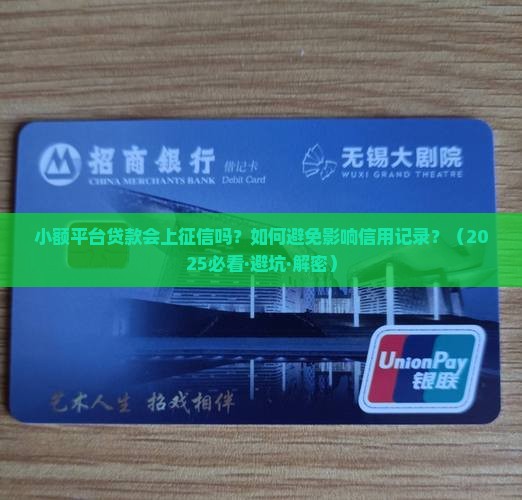 招商银行 借记卡
CHINA MERCHANTS BANK Debit Card
无锡大剧院
WUXI GRAND THEATRE
小额平台贷款会上征信吗？如何避免影响信用记录？（20
25必看·避坑·解密）
UnionPay
银联
艺术人生 招戏相伴